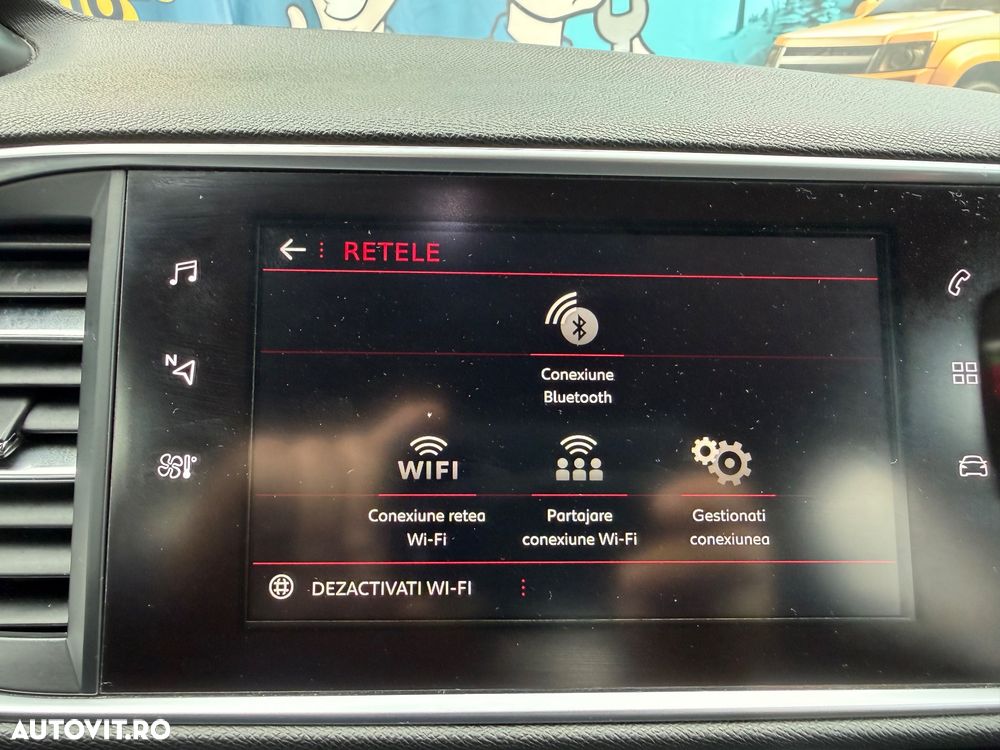 RETELE
N
Conexiune
Bluetooth
WIFI
Conexiune retea
Wi-Fi
Partajare
conexiune Wi-Fi
Gestionati
conexiunea
DEZACTIVATI WI-FI
AUTOVIT.RO